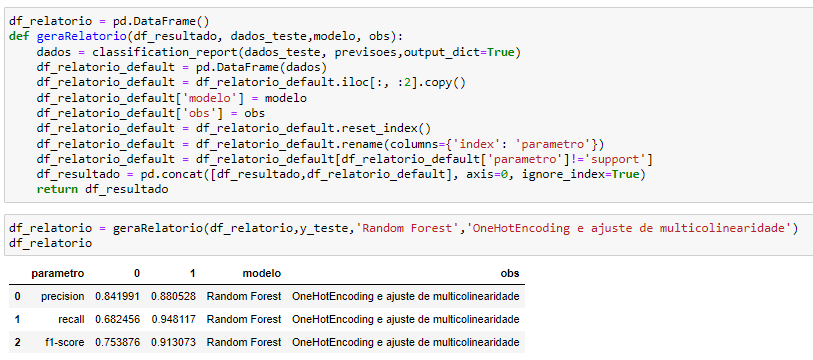 df_relatorio = pd.DataFrame()
def geraRelatorio(df_resultado, dados_teste,modelo, obs):
    dados = classification_report(dados_teste, previsoes,output_dict=True)
    df_relatorio_default = pd.DataFrame(dados)
    df_relatorio_default = df_relatorio_default.iloc[:, :2].copy()
    df_relatorio_default['modelo'] = modelo
    df_relatorio_default['obs'] = obs
    df_relatorio_default = df_relatorio_default.reset_index()
    df_relatorio_default = df_relatorio_default.rename(columns={'index': 'parametro'})
    df_relatorio_default = df_relatorio_default[df_relatorio_default['parametro']!='support']
    df_resultado = pd.concat([df_resultado,df_relatorio_default], axis=0, ignore_index=True)
    return df_resultado
df_relatorio = geraRelatorio(df_relatorio,y_teste,'Random Forest','OneHotEncoding e ajuste de multicolinearidade')
df_relatorio
parametro 0 1 modelo obs
0 precision 0.841991 0.880528 Random Forest OneHotEncoding e ajuste de multicolinearidade
1 recall 0.682456 0.948117 Random Forest OneHotEncoding e ajuste de multicolinearidade
2 f1-score 0.753876 0.913073 Random Forest OneHotEncoding e ajuste de multicolinearidade